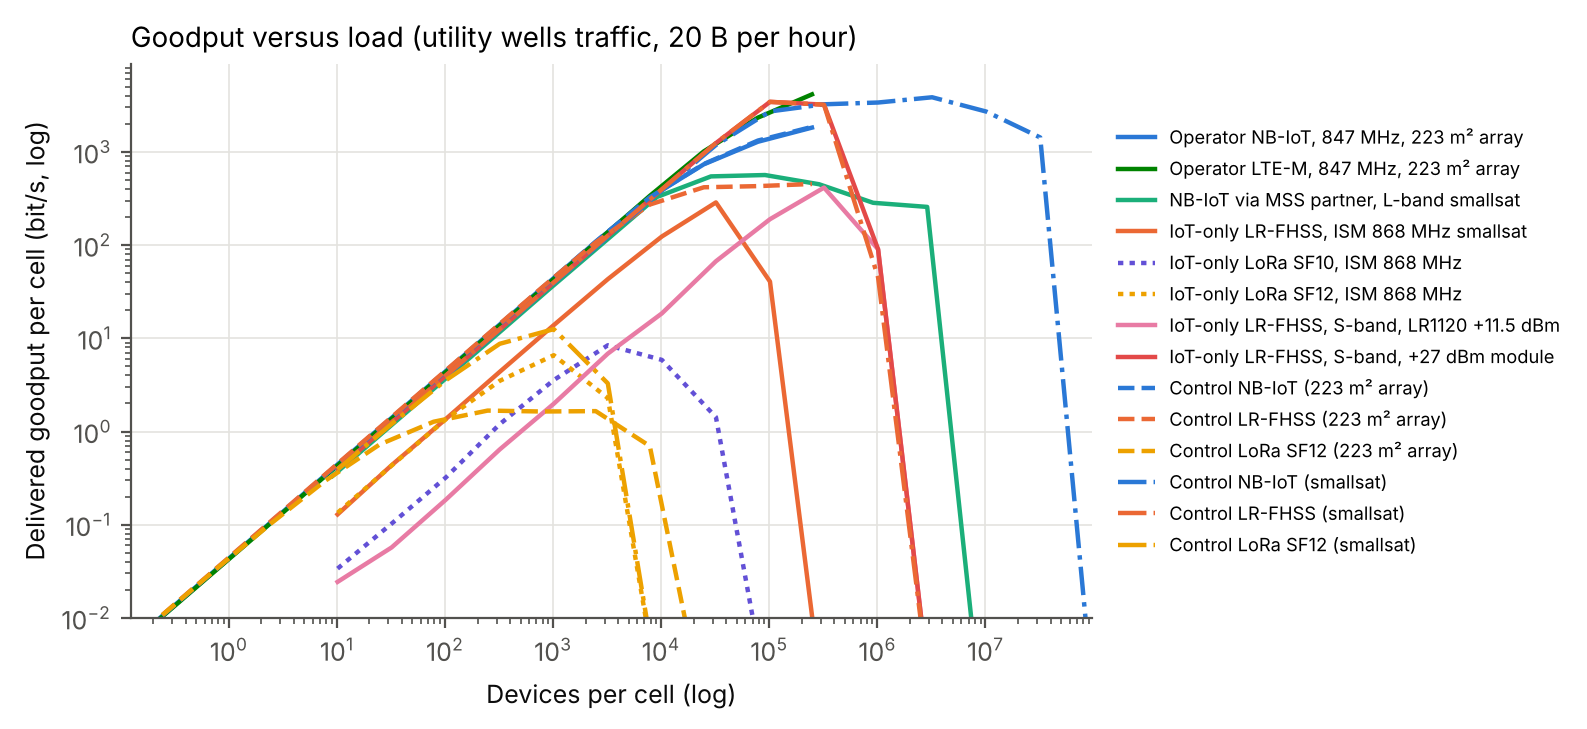 Goodput versus load (utility wells traffic, 20 B per hour)
Delivered goodput per cell (bit/s, log)
10³
10²
10¹
10⁰
10⁻¹
10⁻²
10⁰ 10¹ 10² 10³ 10⁴ 10⁵ 10⁶ 10⁷
Devices per cell (log)
Operator NB-IoT, 847 MHz, 223 m² array
Operator LTE-M, 847 MHz, 223 m² array
NB-IoT via MSS partner, L-band smallsat
IoT-only LR-FHSS, ISM 868 MHz smallsat
IoT-only LoRa SF10, ISM 868 MHz
IoT-only LoRa SF12, ISM 868 MHz
IoT-only LR-FHSS, S-band, LR1120 +11.5 dBm
IoT-only LR-FHSS, S-band, +27 dBm module
Control NB-IoT (223 m² array)
Control LR-FHSS (223 m² array)
Control LoRa SF12 (223 m² array)
Control NB-IoT (smallsat)
Control LR-FHSS (smallsat)
Control LoRa SF12 (smallsat)